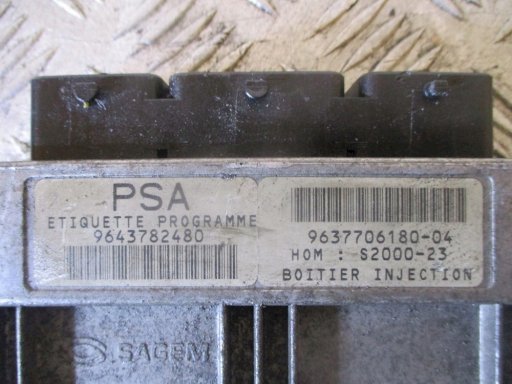 PSA
ETIQUETTE PROGRAMME
9643782480
9637706180-04
HOM : S2000-23
BOITIER INJECTION
SAGEM